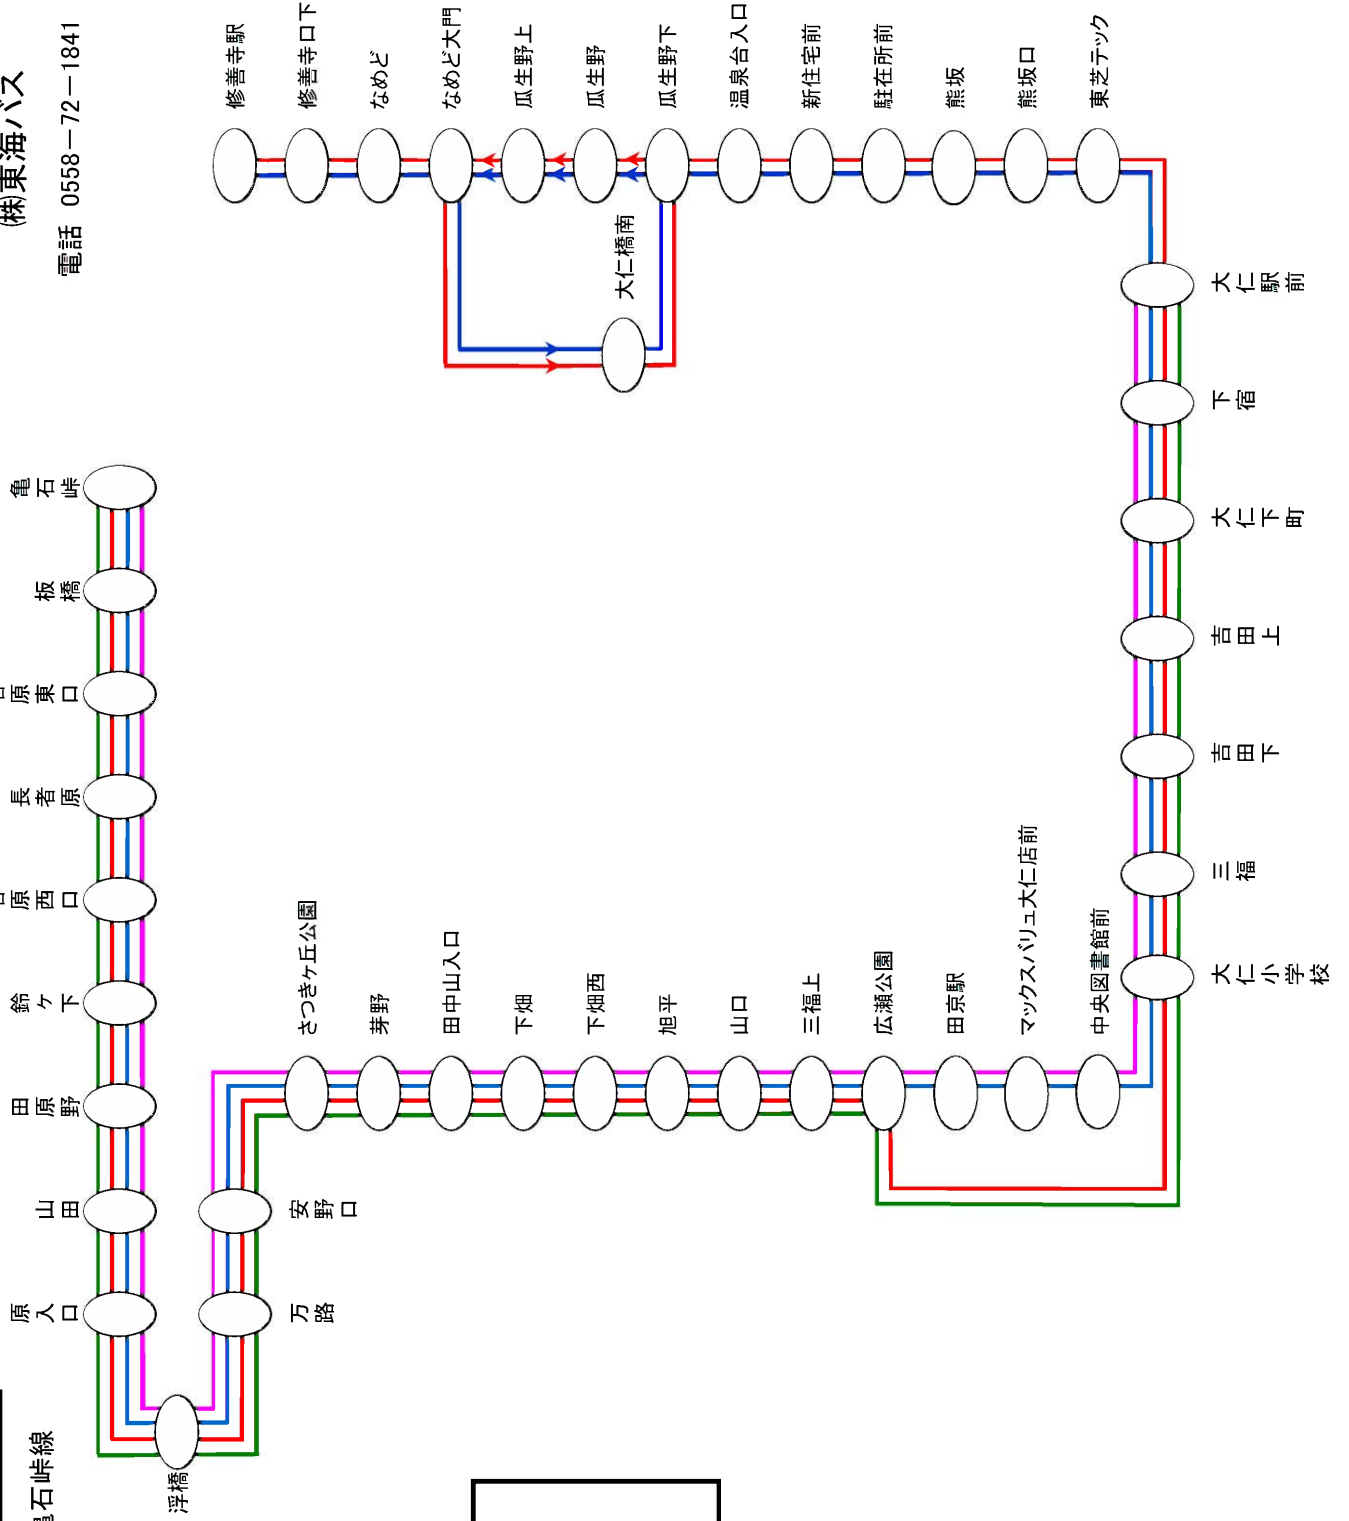 ㈱東海バス
電話 0558－72－1841
修善寺駅
修善寺口下
なめど
なめど大門
瓜生野上
瓜生野
瓜生野下
温泉台入口
新住宅前
駐在所前
熊坂
熊坂口
東芝テック
大仁橋南
大仁駅前
下宿
大仁下町
吉田上
吉田下
三福
大仁小学校
中央図書館前
マックスバリュ大仁店前
田京駅
広瀬公園
三福上
山口
旭平
下畑西
下畑
田中山入口
芽野
さつきヶ丘公園
安野口
万路
浮橋
原入口
山田
田原野
鈴ヶ下
原西口
長者原
原東口
板橋
亀石峠
石峠線